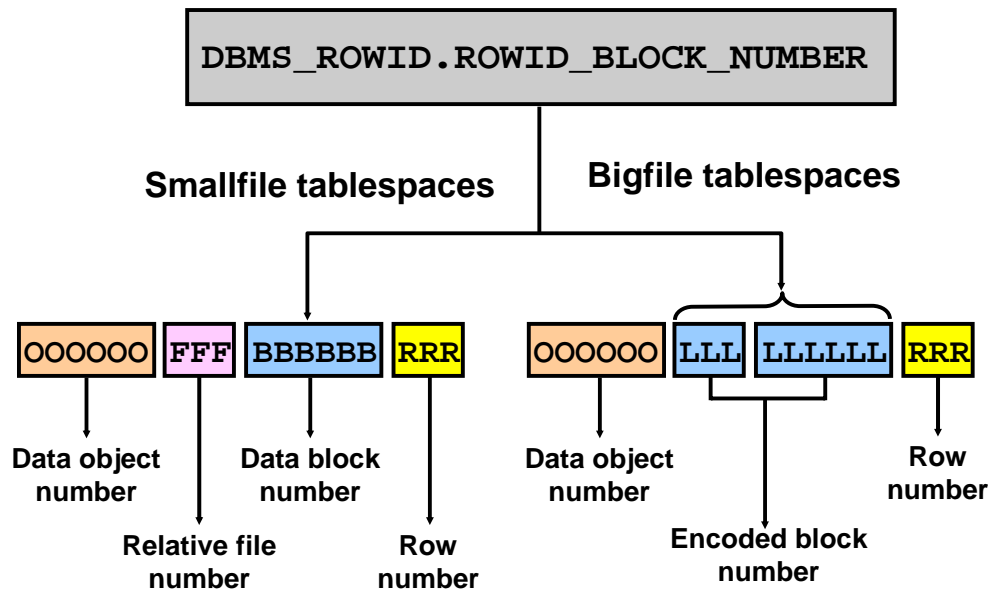 DBMS_ROWID.ROWID_BLOCK_NUMBER
Smallfile tablespaces
Bigfile tablespaces
OOOOOO FFF BBBBBB RRR
OOOOOO LLL LLLLLL RRR
Data object
number
Relative file
number
Data block
number
Row
number
Data object
number
Encoded block
number
Row
number